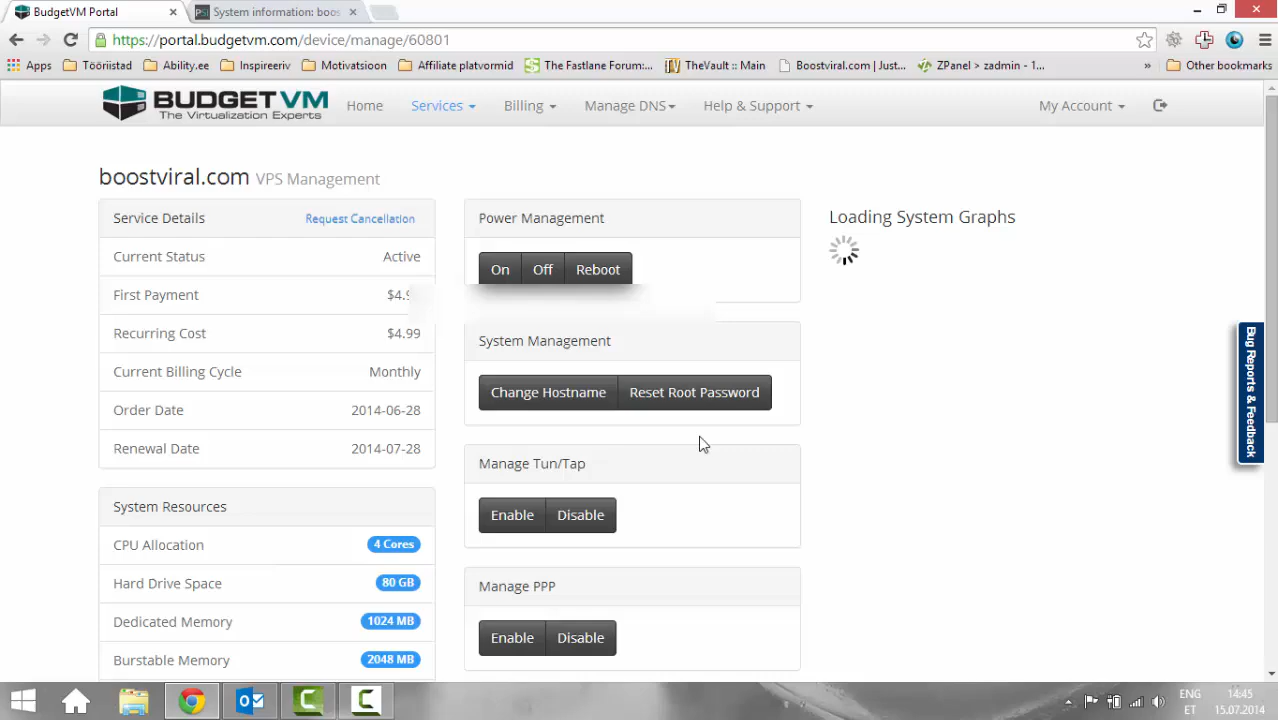 BudgetVM Portal
PSI System information: boos
https://portal.budgetvm.com/device/manage/60801
Apps Tööriistad Ability.ee Inspireeriv Motivatsioon Affiliate platvormid The Fastlane Forum:... TheVault :: Main Boostviral.com | Just... ZPanel > zadmin - 1... » Other bookmarks
BUDGETVM
The Virtualization Experts
Home Services Billing Manage DNS Help & Support My Account
boostviral.com VPS Management
Service Details Request Cancellation
Current Status Active
First Payment $4.9
Recurring Cost $4.99
Current Billing Cycle Monthly
Order Date 2014-06-28
Renewal Date 2014-07-28
System Resources
CPU Allocation 4 Cores
Hard Drive Space 80 GB
Dedicated Memory 1024 MB
Burstable Memory 2048 MB
Power Management
On Off Reboot
System Management
Change Hostname Reset Root Password
Manage Tun/Tap
Enable Disable
Manage PPP
Enable Disable
Loading System Graphs
Bug Reports & Feedback
ENG 14:45
ET 15.07.2014